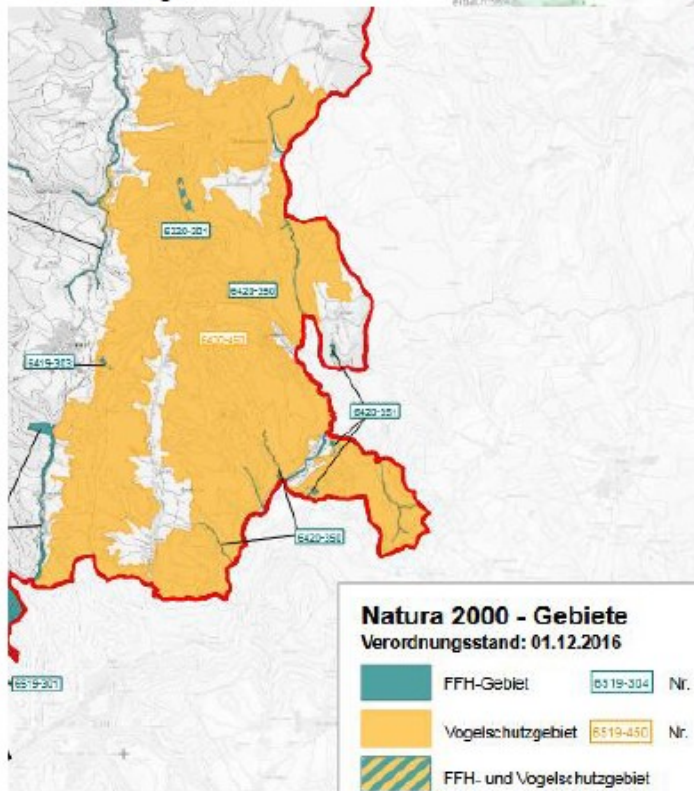 6320-301
6420-350
6420-450
6419-303
6420-351
6420-350
6519-301
Natura 2000 - Gebiete
Verordnungsstand: 01.12.2016
FFH-Gebiet 6519-304 Nr.
Vogelschutzgebiet 6519-450 Nr.
FFH- und Vogelschutzgebiet